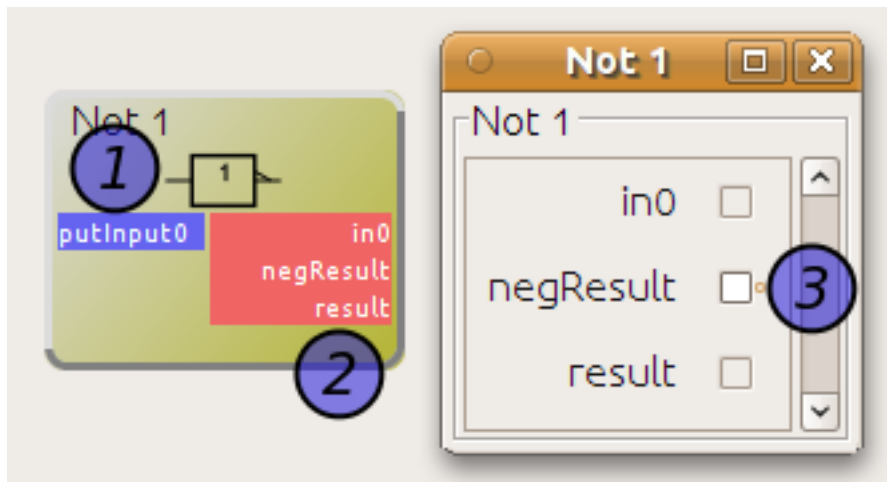 Not 1
1
1
putInput0
in0
negResult
result
2
Not 1
Not 1
in0
negResult
3
result